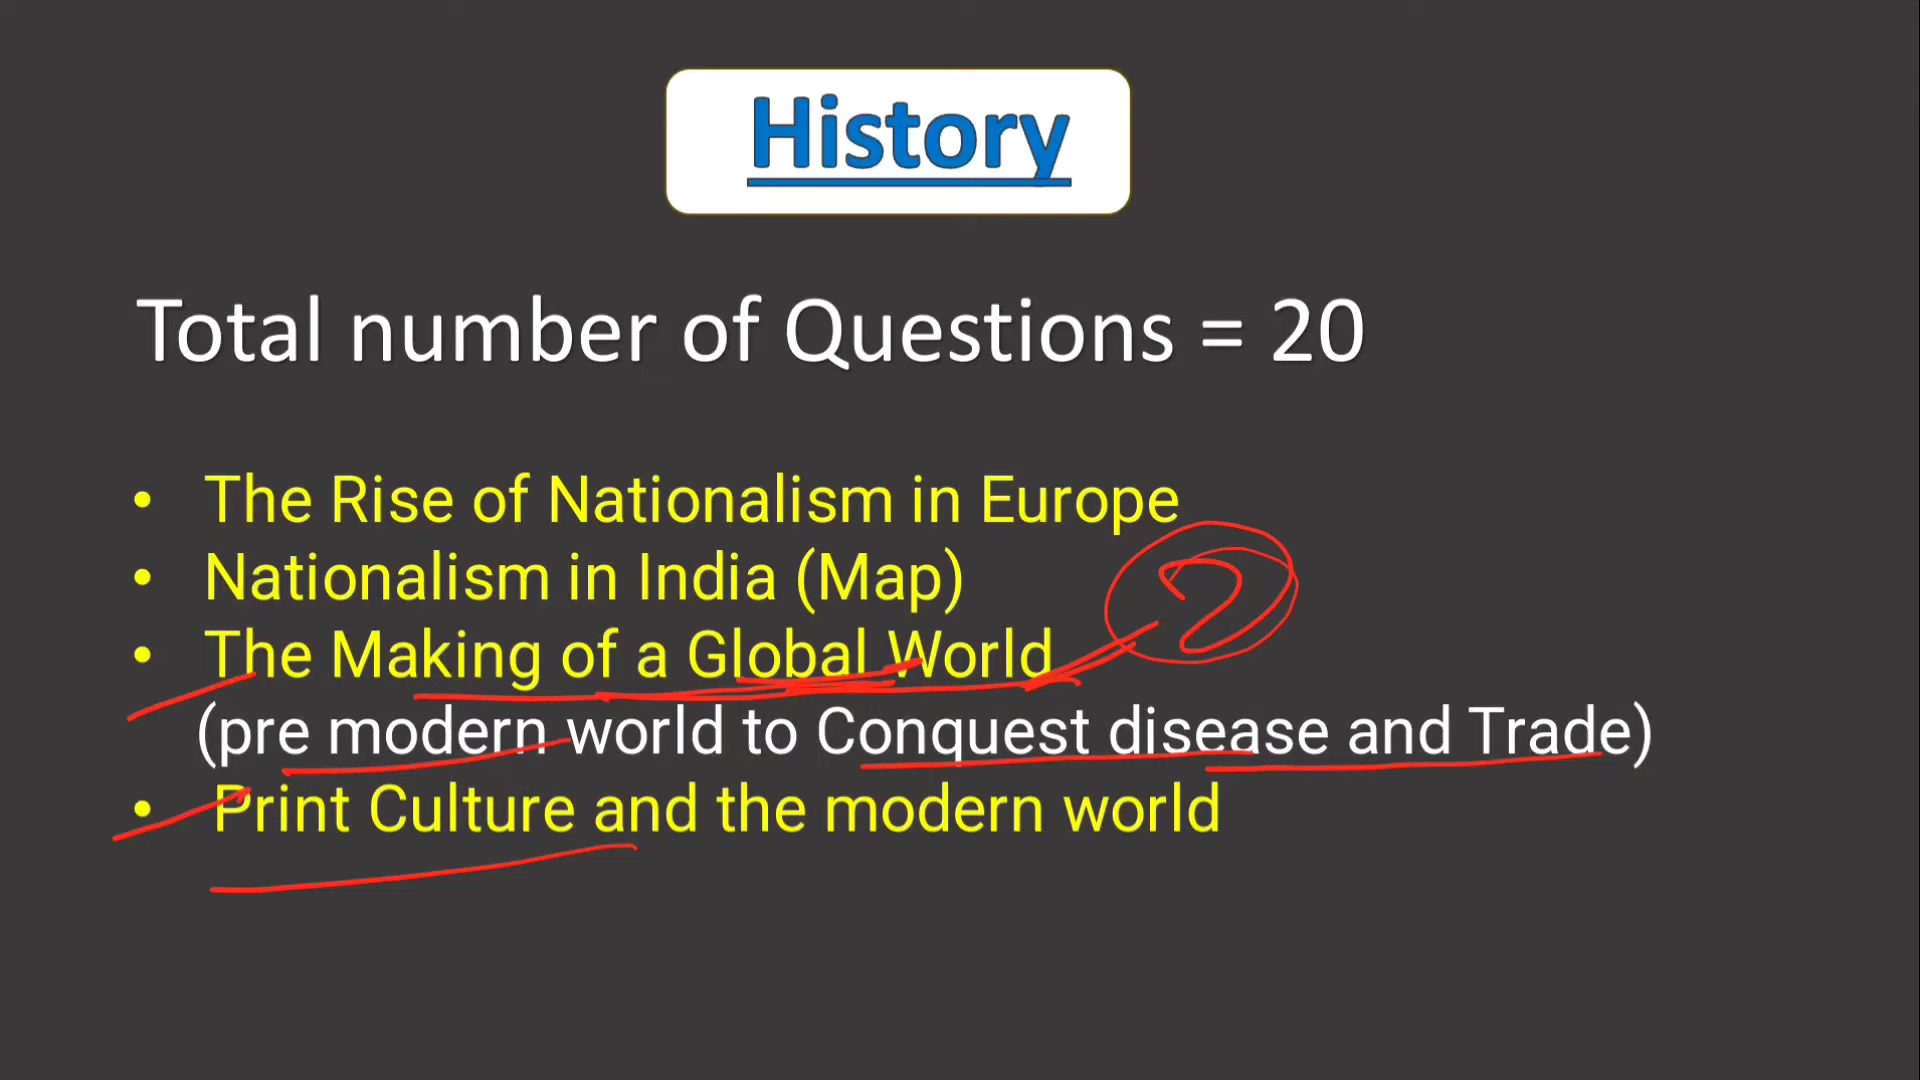 History
Total number of Questions = 20
• The Rise of Nationalism in Europe
• Nationalism in India (Map)
2
• The Making of a Global World
(pre modern world to Conquest disease and Trade)
• Print Culture and the modern world